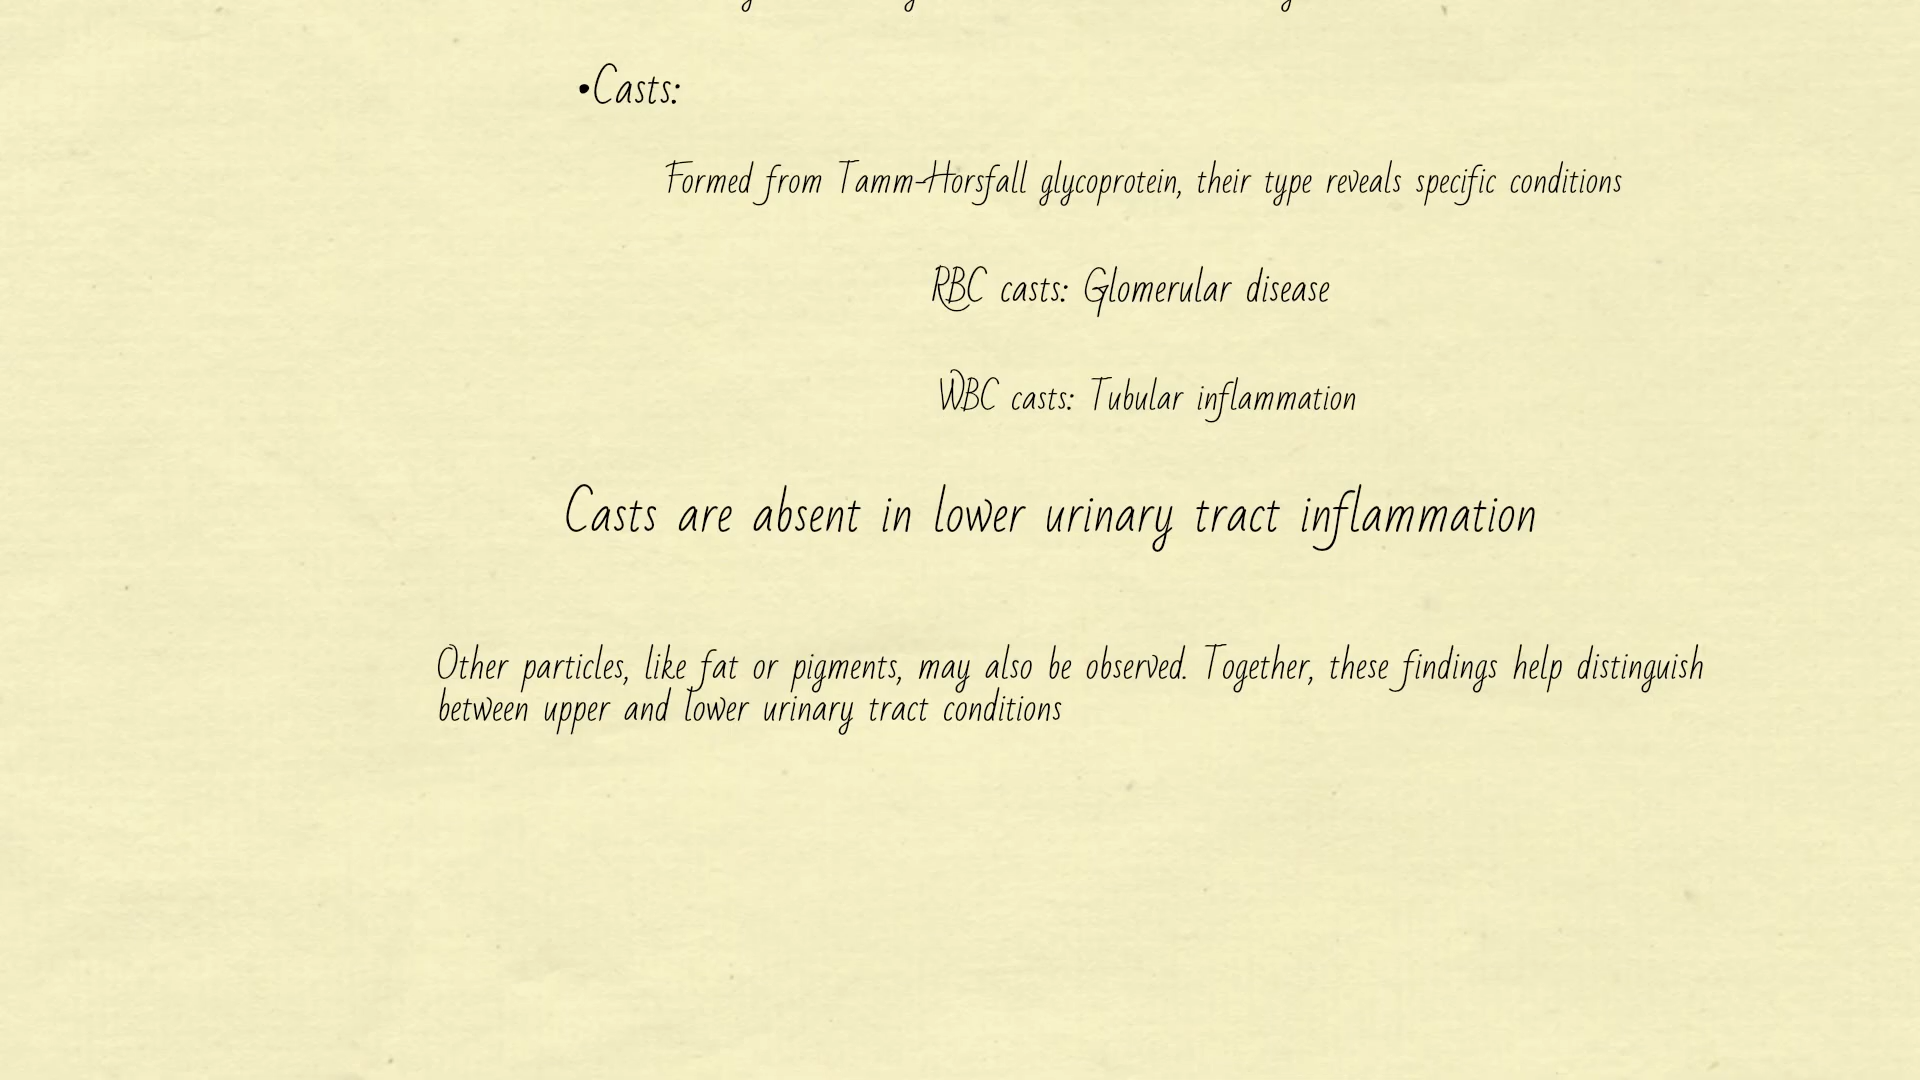 •Casts:
Formed from Tamm-Horsfall glycoprotein, their type reveals specific conditions
RBC casts: Glomerular disease
WBC casts: Tubular inflammation
Casts are absent in lower urinary tract inflammation
Other particles, like fat or pigments, may also be observed. Together, these findings help distinguish
between upper and lower urinary tract conditions